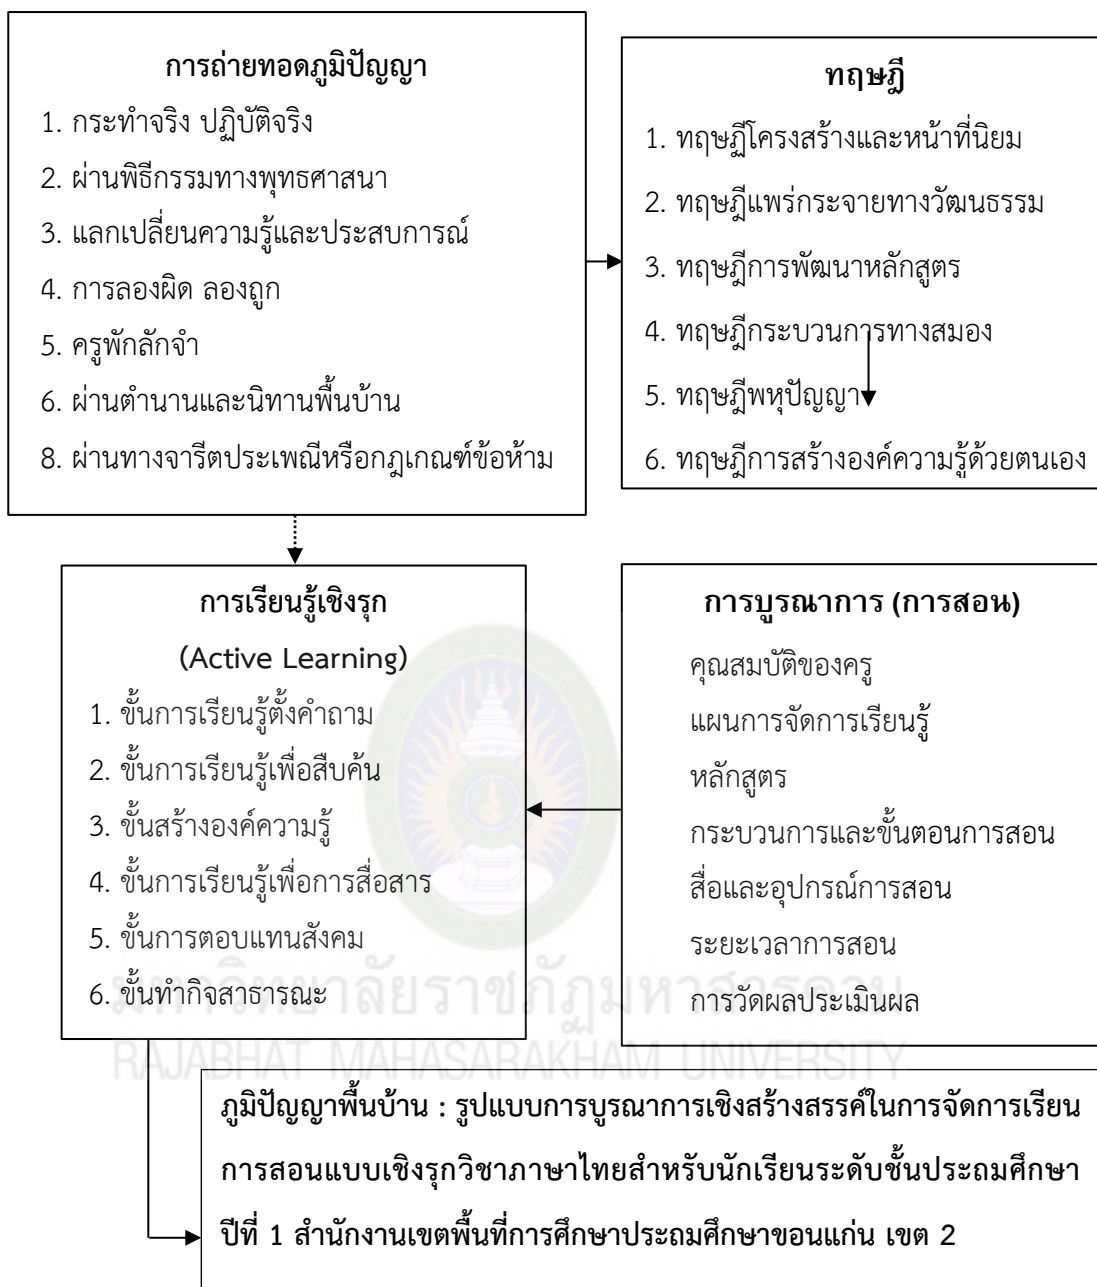 การถ่ายทอดภูมิปัญญา
1. กระทำจริง ปฏิบัติจริง
2. ผ่านพิธีกรรมทางพุทธศาสนา
3. แลกเปลี่ยนความรู้และประสบการณ์
4. การลองผิด ลองถูก
5. ครูพักลักจำ
6. ผ่านตำนานและนิทานพื้นบ้าน
8. ผ่านทางจารีตประเพณีหรือกฎเกณฑ์ข้อห้าม
ทฤษฎี
1. ทฤษฏีโครงสร้างและหน้าที่นิยม
2. ทฤษฎีแพร่กระจายทางวัฒนธรรม
3. ทฤษฎีการพัฒนาหลักสูตร
4. ทฤษฎีกระบวนการทางสมอง
5. ทฤษฎีพหุปัญญา
6. ทฤษฎีการสร้างองค์ความรู้ด้วยตนเอง
การเรียนรู้เชิงรุก
(Active Learning)
1. ขั้นการเรียนรู้ตั้งคำถาม
2. ขั้นการเรียนรู้เพื่อสืบค้น
3. ขั้นสร้างองค์ความรู้
4. ขั้นการเรียนรู้เพื่อการสื่อสาร
5. ขั้นการตอบแทนสังคม
6. ขั้นทำกิจสาธารณะ
การบูรณาการ (การสอน)
คุณสมบัติของครู
แผนการจัดการเรียนรู้
หลักสูตร
กระบวนการและขั้นตอนการสอน
สื่อและอุปกรณ์การสอน
ระยะเวลาการสอน
การวัดผลประเมินผล
มหาวิทยาลัยราชภัฏมหาสารคาม
RAJABHAT MAHASARAKHAM UNIVERSITY
ภูมิปัญญาพื้นบ้าน : รูปแบบการบูรณาการเชิงสร้างสรรค์ในการจัดการเรียน
การสอนแบบเชิงรุกวิชาภาษาไทยสำหรับนักเรียนระดับชั้นประถมศึกษา
ปีที่ 1 สำนักงานเขตพื้นที่การศึกษาประถมศึกษาขอนแก่น เขต 2